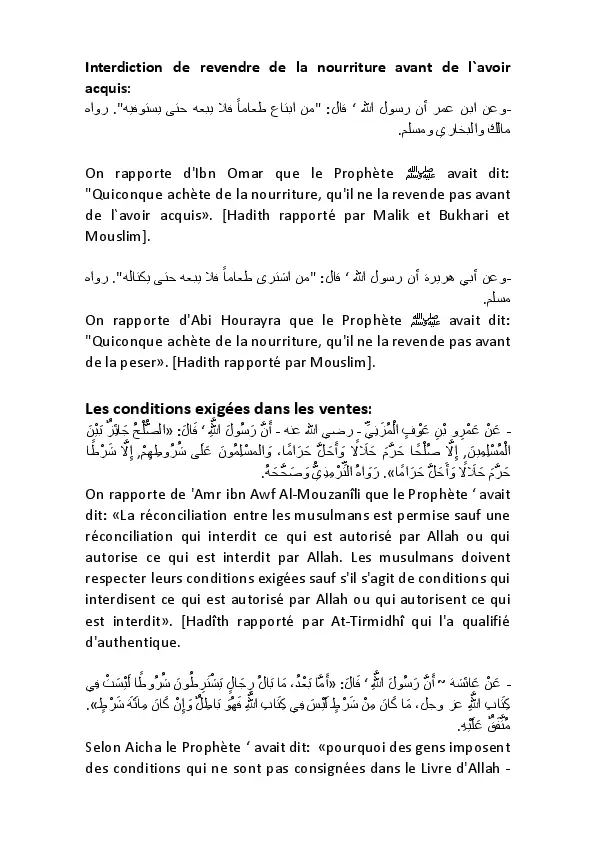 Interdiction de revendre de la nourriture avant de l`avoir
acquis:
-وعن ابن عمر أن رسول الله ‘ قال: "من ابتاع طعاماً فلا يبعه حتى يستوفيه". رواه
مالك والبخاري ومسلم.
On rapporte d'Ibn Omar que le Prophète ﷺ avait dit:
"Quiconque achète de la nourriture, qu'il ne la revende pas avant
de l`avoir acquis». [Hadith rapporté par Malik et Bukhari et
Mouslim].
-وعن أبي هريرة أن رسول الله ‘ قال: "من اشترى طعاماً فلا يبعه حتى يكتاله". رواه
مسلم.
On rapporte d'Abi Hourayra que le Prophète ﷺ avait dit:
"Quiconque achète de la nourriture, qu'il ne la revende pas avant
de la peser». [Hadith rapporté par Mouslim].
Les conditions exigées dans les ventes:
- عَنْ عَمْرِو بْنِ عَوْفٍ الْمُزَنِيِّ - رضي الله عنه - أَنَّ رَسُولَ اللَّهِ ‘ قَالَ: «الصُّلْحُ جَائِزٌ بَيْنَ
الْمُسْلِمِينَ, إِلَّا صُلْحًا حَرَّمَ حَلَالًا وَأَحَلَّ حَرَامًا، وَالْمسْلِمُونَ عَلَى شُرُوطِهِمْ, إِلَّا شَرْطًا
حَرَّمَ حَلَالًا وَأَحَلَّ حَرَامًا». رَوَاهُ التِّرْمِذِيُّ وَصَحَّحَهُ.
On rapporte de 'Amr ibn Awf Al-Mouzanîli que le Prophète ‘ avait
dit: «La réconciliation entre les musulmans est permise sauf une
réconciliation qui interdit ce qui est autorisé par Allah ou qui
autorise ce qui est interdit par Allah. Les musulmans doivent
respecter leurs conditions exigées sauf s'il s'agit de conditions qui
interdisent ce qui est autorisé par Allah ou qui autorisent ce qui
est interdit». [Hadîth rapporté par At-Tirmidhî qui l'a qualifié
d'authentique.
- عَنْ عَائشَهَ ~ أَنَّ رَسُولَ اللَّهِ ‘ قَالَ: «أَمَّا بَعْدُ، مَا بَالُ رِجَالٍ يَشْتَرِطُونَ شُرُوطًا لَيْسَتْ فِي
كِتَابِ اللَّهِ عز وجل، مَا كَانَ مِنْ شَرْطٍ لَيْسَ فِي كِتَابِ اللَّهِ فَهُوَ بَاطِلٌ وَإِنْ كَانَ مِائَةَ شَرْطٍ».
مُتَّفَقٌ عَلَيْهِ.
Selon Aicha le Prophète ‘ avait dit: «pourquoi des gens imposent
des conditions qui ne sont pas consignées dans le Livre d'Allah -